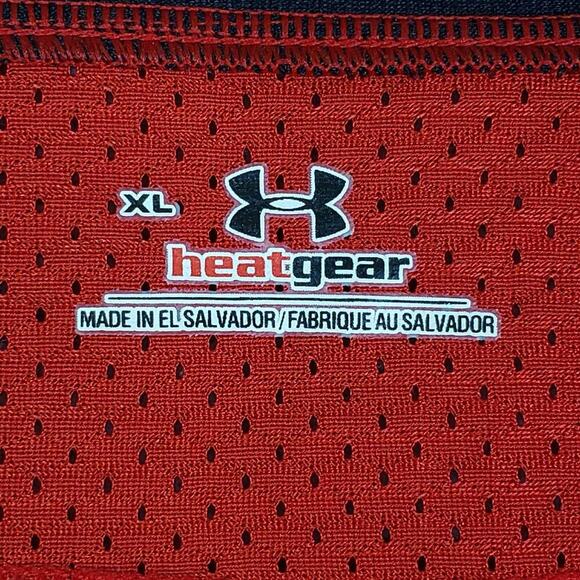 XL
heatgear
MADE IN EL SALVADOR/FABRIQUE AU SALVADOR